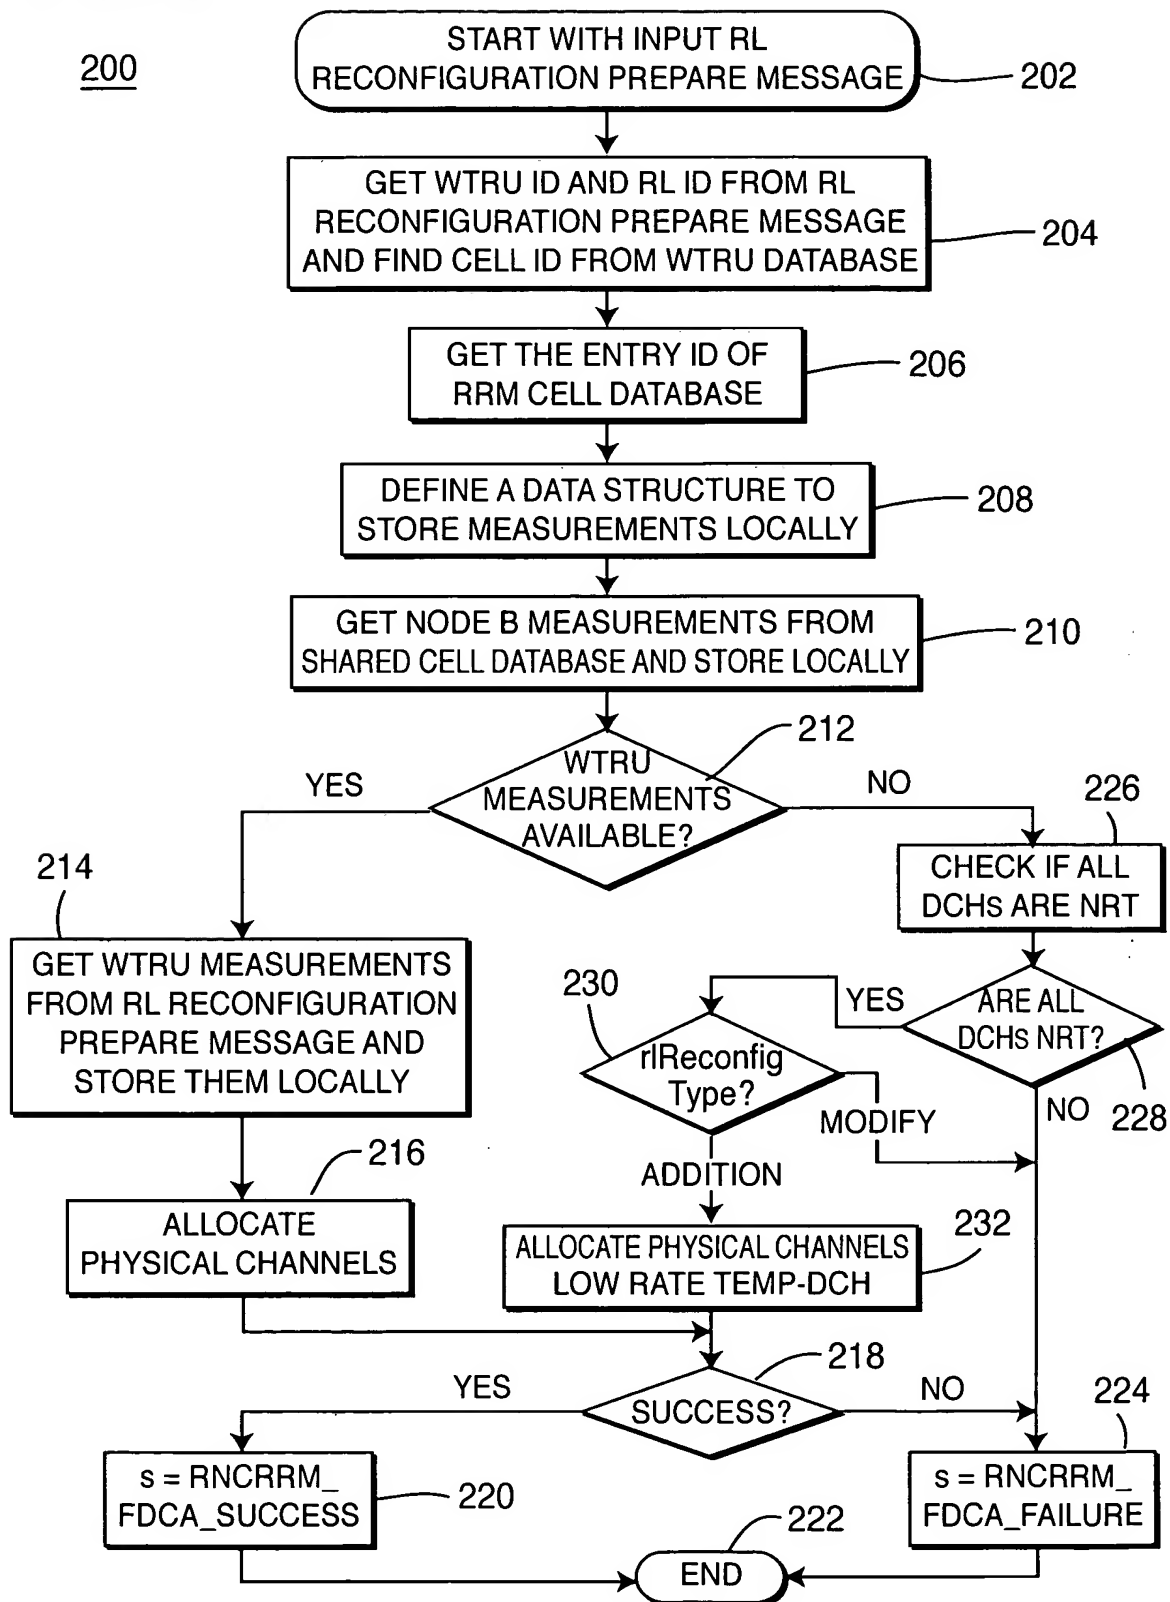 200
START WITH INPUT RL
RECONFIGURATION PREPARE MESSAGE
202
GET WTRU ID AND RL ID FROM RL
RECONFIGURATION PREPARE MESSAGE
AND FIND CELL ID FROM WTRU DATABASE
204
GET THE ENTRY ID OF
RRM CELL DATABASE
206
DEFINE A DATA STRUCTURE TO
STORE MEASUREMENTS LOCALLY
208
GET NODE B MEASUREMENTS FROM
SHARED CELL DATABASE AND STORE LOCALLY
210
212
WTRU
MEASUREMENTS
AVAILABLE?
YES
NO
226
CHECK IF ALL
DCHs ARE NRT
214
GET WTRU MEASUREMENTS
FROM RL RECONFIGURATION
PREPARE MESSAGE AND
STORE THEM LOCALLY
230
YES
ARE ALL
DCHs NRT?
rlReconfig
Type?
NO
228
MODIFY
216
ADDITION
ALLOCATE
PHYSICAL CHANNELS
232
ALLOCATE PHYSICAL CHANNELS
LOW RATE TEMP-DCH
218
YES
SUCCESS?
NO
224
s = RNCRRM_
FDCA_SUCCESS
220
s = RNCRRM_
FDCA_FAILURE
222
END